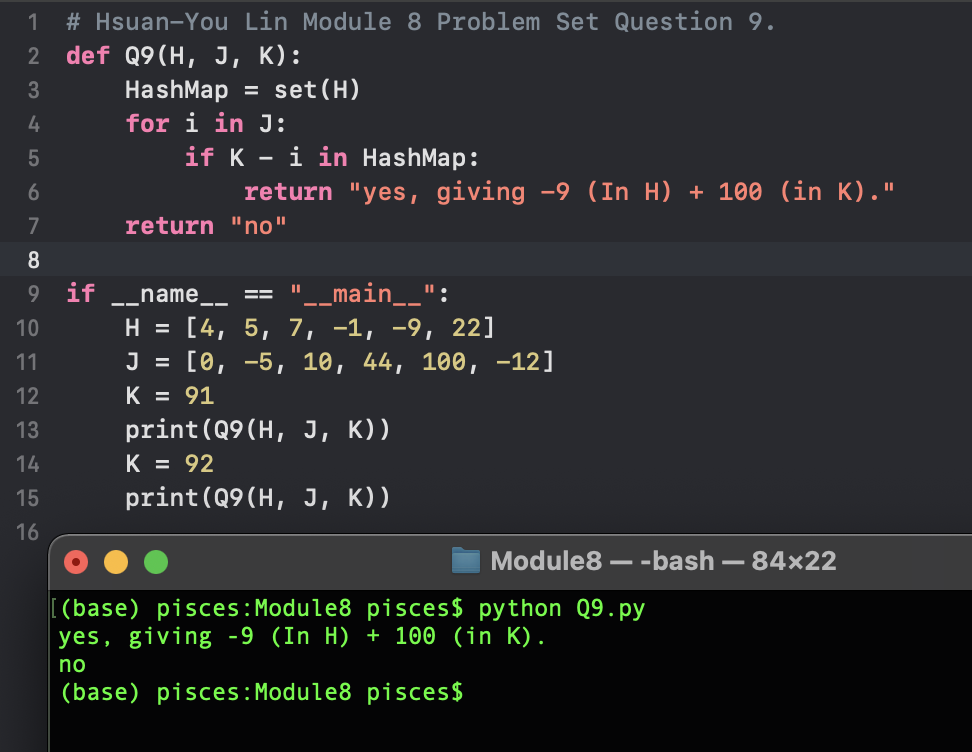 1 # Hsuan-You Lin Module 8 Problem Set Question 9.
2 def Q9(H, J, K):
3     HashMap = set(H)
4     for i in J:
5         if K - i in HashMap:
6             return "yes, giving -9 (In H) + 100 (in K)."
7     return "no"
8
9 if __name__ == "__main__":
10     H = [4, 5, 7, -1, -9, 22]
11     J = [0, -5, 10, 44, 100, -12]
12     K = 91
13     print(Q9(H, J, K))
14     K = 92
15     print(Q9(H, J, K))
16
Module8 — -bash — 84×22
[(base) pisces:Module8 pisces$ python Q9.py
yes, giving -9 (In H) + 100 (in K).
no
(base) pisces:Module8 pisces$